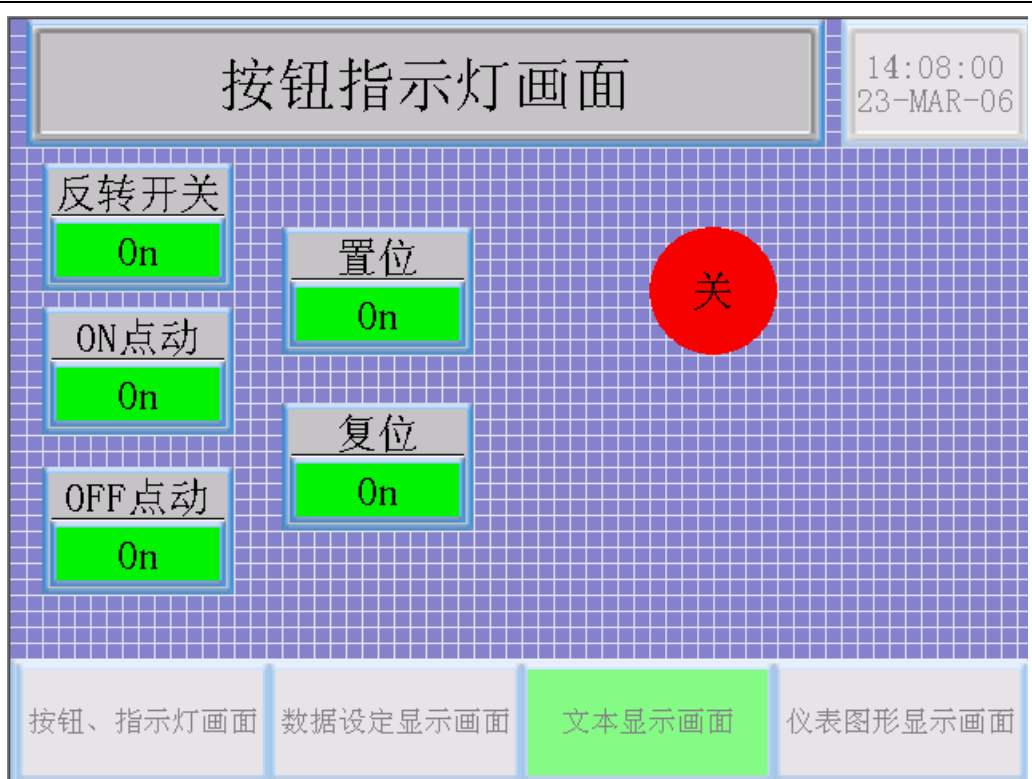 按钮指示灯画面
14:08:00
23-MAR-06
反转开关
On
置位
On
关
ON点动
On
复位
On
OFF点动
On
按钮、指示灯画面
数据设定显示画面
文本显示画面
仪表图形显示画面